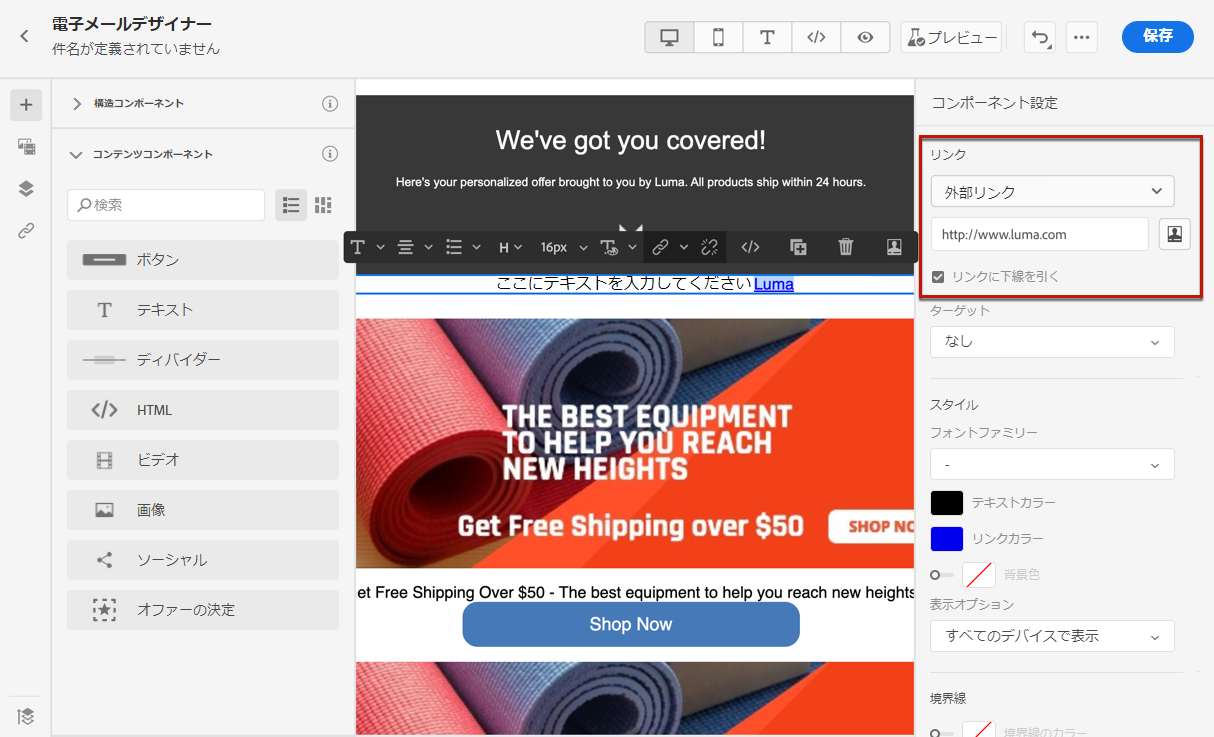 電子メールデザイナー
件名が定義されていません
プレビュー
保存
構造コンポーネント
コンテンツコンポーネント
検索
ボタン
テキスト
ディバイダー
HTML
ビデオ
画像
ソーシャル
オファーの決定
We've got you covered!
Here's your personalized offer brought to you by Luma. All products ship within 24 hours.
H
16px
ここにテキストを入力してください Luma
THE BEST EQUIPMENT
TO HELP YOU REACH
NEW HEIGHTS
Get Free Shipping over $50
SHOP NO
et Free Shipping Over $50 - The best equipment to help you reach new heights
Shop Now
コンポーネント設定
リンク
外部リンク
http://www.luma.com
リンクに下線を引く
ターゲット
なし
スタイル
フォントファミリー
-
テキストカラー
リンクカラー
背景色
表示オプション
すべてのデバイスで表示
境界線
境界線のカラー